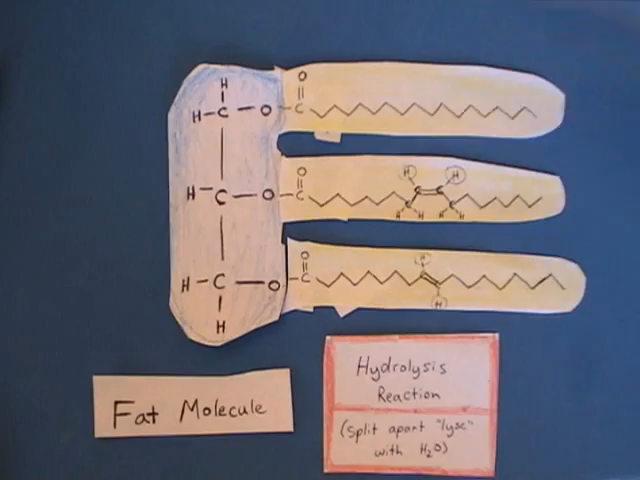 H
H-C-O-C
O
H-C-O-C
O
H
H
C
C
H
H
H
H
H-C-O-C
O
H
H
H
Fat Molecule
Hydrolysis
Reaction
(Split apart "lyse"
with H₂O)